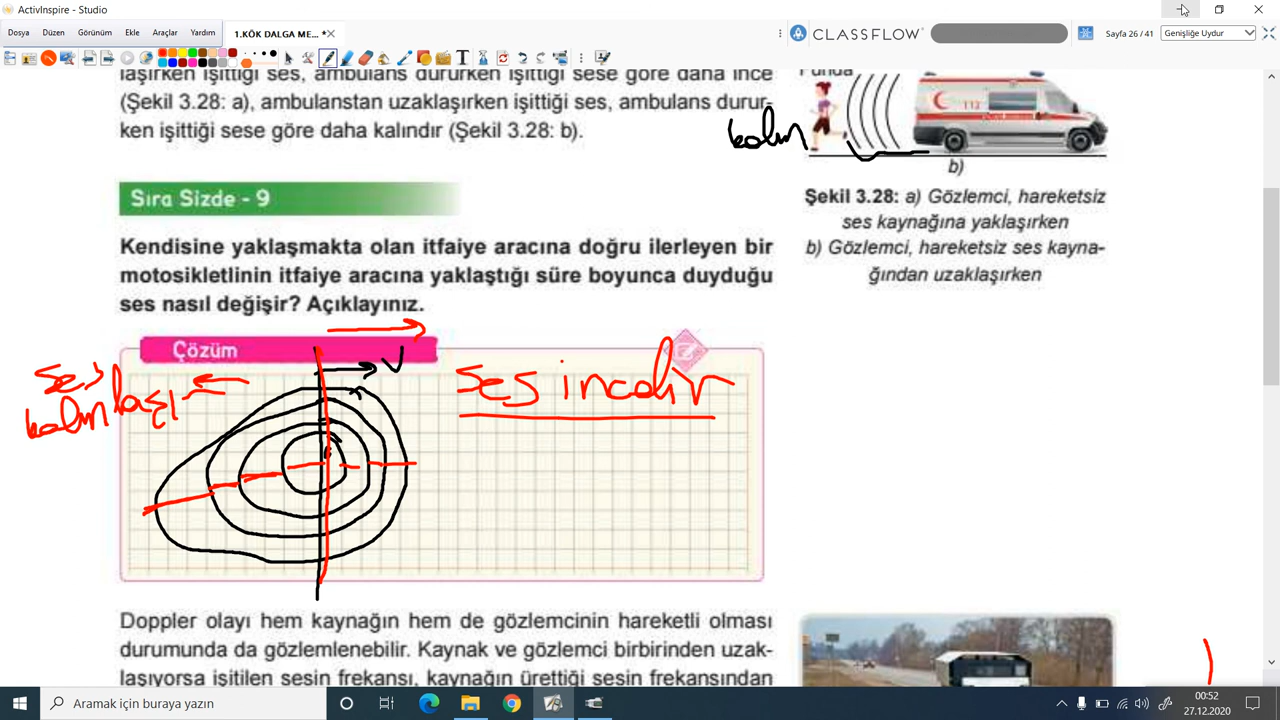 ActivInspire - Studio
Dosya Düzen Görünüm Ekle Araçlar Yardım
1.KÖK DALGA ME... *
CLASSFLOW
Sayfa 26 / 41
Genişliğe Uydur
laşırken işittiği ses, ambulans dururken işittiği sese göre daha ince
(Şekil 3.28: a), ambulanstan uzaklaşırken işittiği ses, ambulans durur-
ken işittiği sese göre daha kalındır (Şekil 3.28: b).
Funda
112
kalın
b)
Şekil 3.28: a) Gözlemci, hareketsiz
ses kaynağına yaklaşırken
b) Gözlemci, hareketsiz ses kayna-
ğından uzaklaşırken
Sıra Sizde - 9
Kendisine yaklaşmakta olan itfaiye aracına doğru ilerleyen bir
motosikletlinin itfaiye aracına yaklaştığı süre boyunca duyduğu
ses nasıl değişir? Açıklayınız.
Çözüm
V
ses incelir
ses
kalınlaşı
Doppler olayı hem kaynağın hem de gözlemcinin hareketli olması
durumunda da gözlemlenebilir. Kaynak ve gözlemci birbirinden uzak-
laşıyorsa işitilen sesin frekansı, kaynağın ürettiği sesin frekansından
Aramak için buraya yazın
00:52
27.12.2020